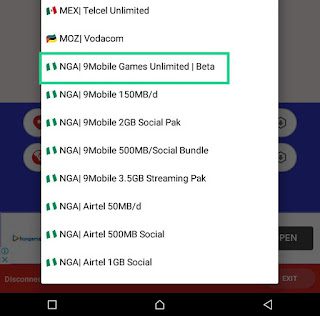 MEX| Telcel Unlimited
MOZ| Vodacom
NGA| 9Mobile Games Unlimited | Beta
NGA| 9Mobile 150MB/d
NGA| 9Mobile 2GB Social Pak
NGA| 9Mobile 500MB/Social Bundle
NGA| 9Mobile 3.5GB Streaming Pak
NGA| Airtel 50MB/d
NGA| Airtel 500MB Social
NGA| Airtel 1GB Social
PEN
Disconnec
EXIT